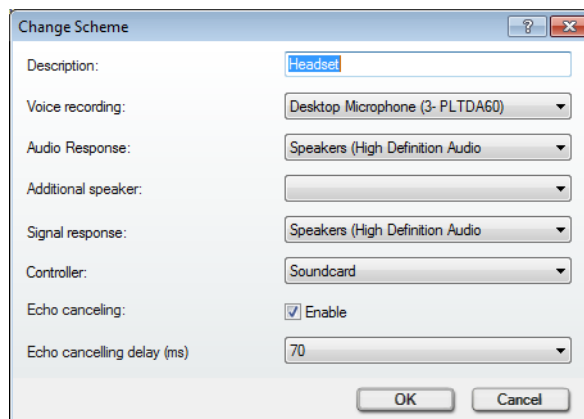 Change Scheme
Description: Headset
Voice recording: Desktop Microphone (3- PLTDA60)
Audio Response: Speakers (High Definition Audio
Additional speaker:
Signal response: Speakers (High Definition Audio
Controller: Soundcard
Echo canceling: Enable
Echo cancelling delay (ms) 70
OK Cancel